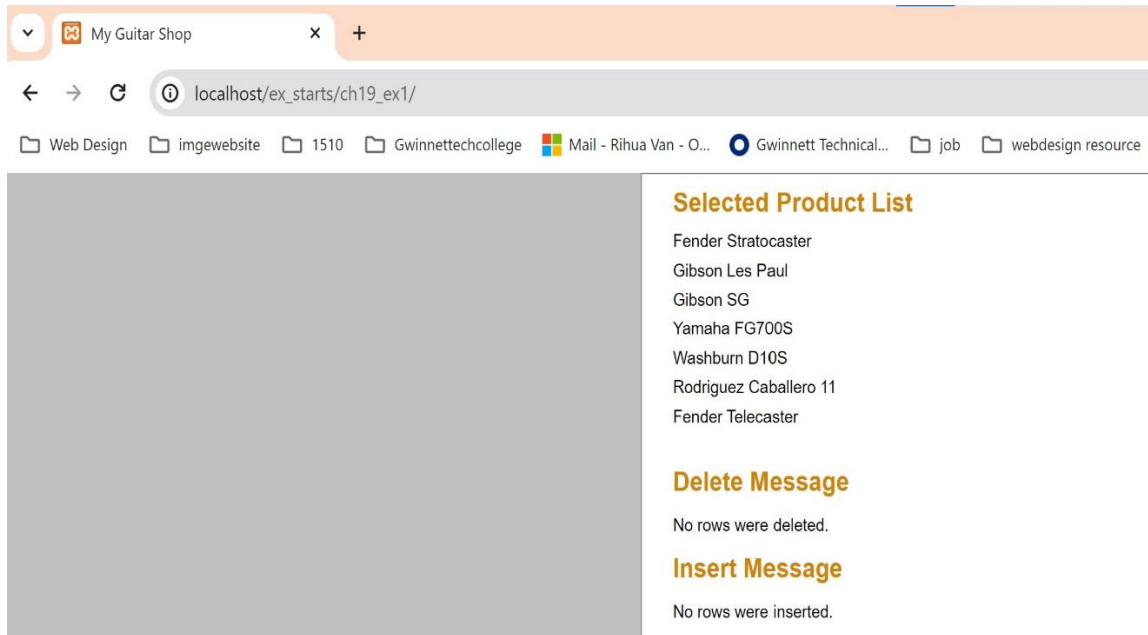 My Guitar Shop
localhost/ex_starts/ch19_ex1/
Web Design imgewebsite 1510 Gwinnettechcollege Mail - Rihua Van - O... Gwinnett Technical... job webdesign resource
Selected Product List
Fender Stratocaster
Gibson Les Paul
Gibson SG
Yamaha FG700S
Washburn D10S
Rodriguez Caballero 11
Fender Telecaster
Delete Message
No rows were deleted.
Insert Message
No rows were inserted.